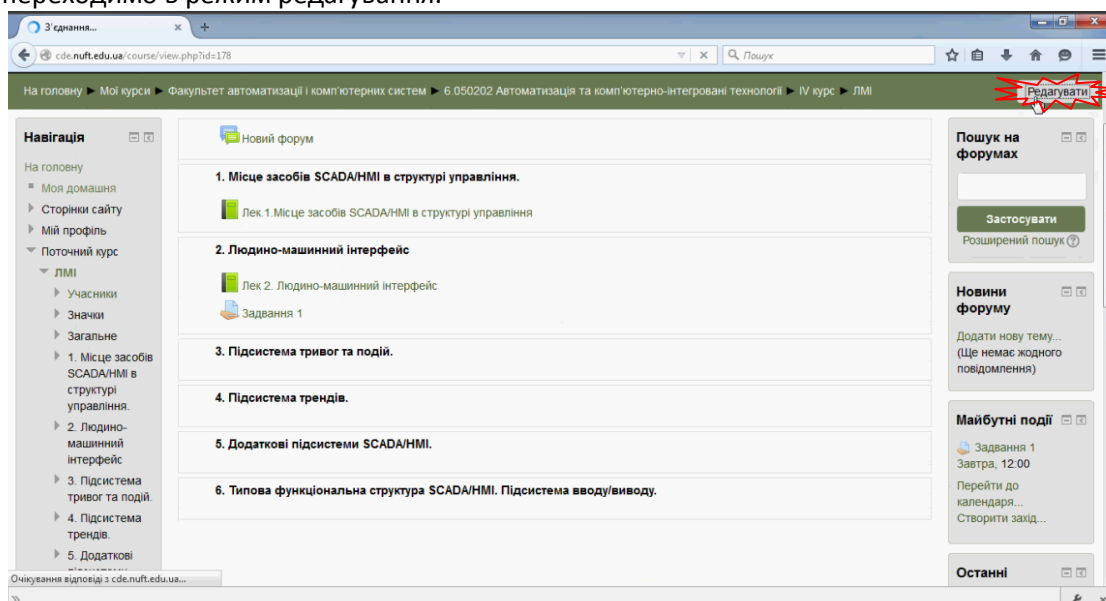 переходимо в режим редагування.
З'єднання...
cde.nuft.edu.ua/course/view.php?id=178
Пошук
На головну ► Мої курси ► Факультет автоматизації і комп'ютерних систем ► 6.050202 Автоматизація та комп'ютерно-інтегровані технології ► IV курс ► ЛМІ
Редагувати
Навігація
На головну
Моя домашня
Сторінки сайту
Мій профіль
Поточний курс
ЛМІ
Учасники
Значки
Загальне
1. Місце засобів
SCADA/HMI в
структурі
управління.
2. Людино-
машинний
інтерфейс
3. Підсистема
тривог та подій.
4. Підсистема
трендів.
5. Додаткові
Очікування відповіді з cde.nuft.edu.ua...
Новий форум
1. Місце засобів SCADA/HMI в структурі управління.
Лек.1.Місце засобів SCADA/HMI в структурі управління
2. Людино-машинний інтерфейс
Лек 2. Людино-машинний інтерфейс
Задвання 1
3. Підсистема тривог та подій.
4. Підсистема трендів.
5. Додаткові підсистеми SCADA/HMI.
6. Типова функціональна структура SCADA/HMI. Підсистема вводу/виводу.
Пошук на
форумах
Застосувати
Розширений пошук
Новини
форуму
Додати нову тему...
(Ще немає жодного
повідомлення)
Майбутні події
Задвання 1
Завтра, 12:00
Перейти до
календаря...
Створити захід...
Останні